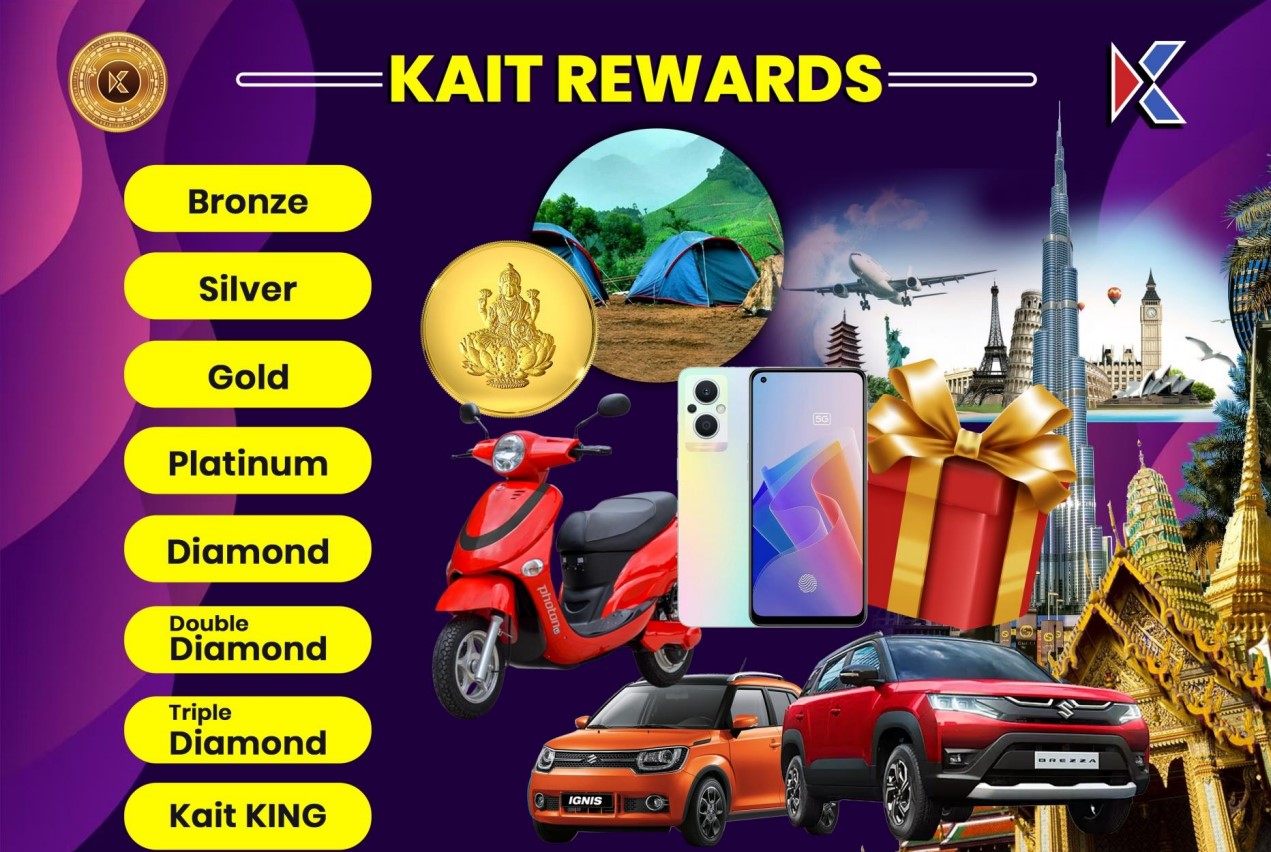 KAIT REWARDS
Bronze
Silver
Gold
Platinum
Diamond
Double
Diamond
Triple
Diamond
Kait KING
5G
photon
IGNIS
BREZZA